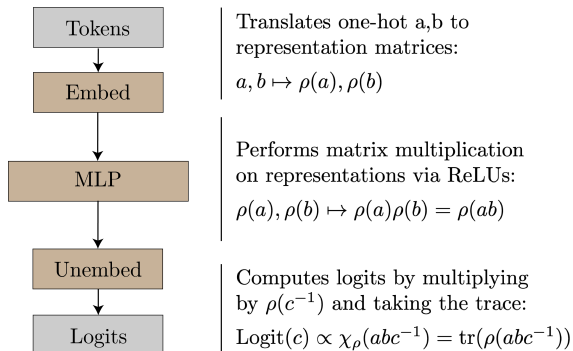 Tokens
Translates one-hot a,b to
representation matrices:
a, b ↦ ρ(a), ρ(b)
Embed
Performs matrix multiplication
on representations via ReLUs:
ρ(a), ρ(b) ↦ ρ(a)ρ(b) = ρ(ab)
MLP
Unembed
Computes logits by multiplying
by ρ(c⁻¹) and taking the trace:
Logit(c) ∝ χᵨ(abc⁻¹) = tr(ρ(abc⁻¹))
Logits